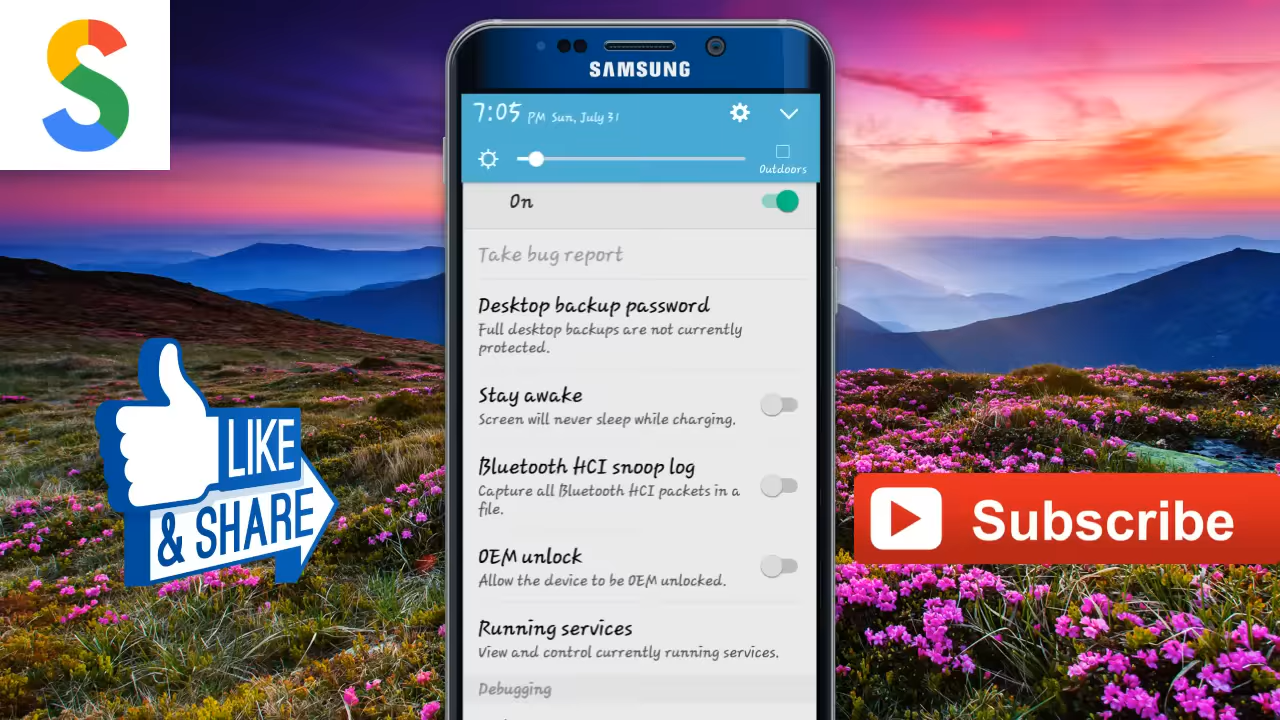 S
SAMSUNG
7:05 PM Sun, July 31
Outdoors
On
Take bug report
Desktop backup password
Full desktop backups are not currently
protected.
Stay awake
Screen will never sleep while charging.
Bluetooth HCI snoop log
Capture all Bluetooth HCI packets in a
file.
OEM unlock
Allow the device to be OEM unlocked.
Running services
View and control currently running services.
Debugging
LIKE
& SHARE
Subscribe